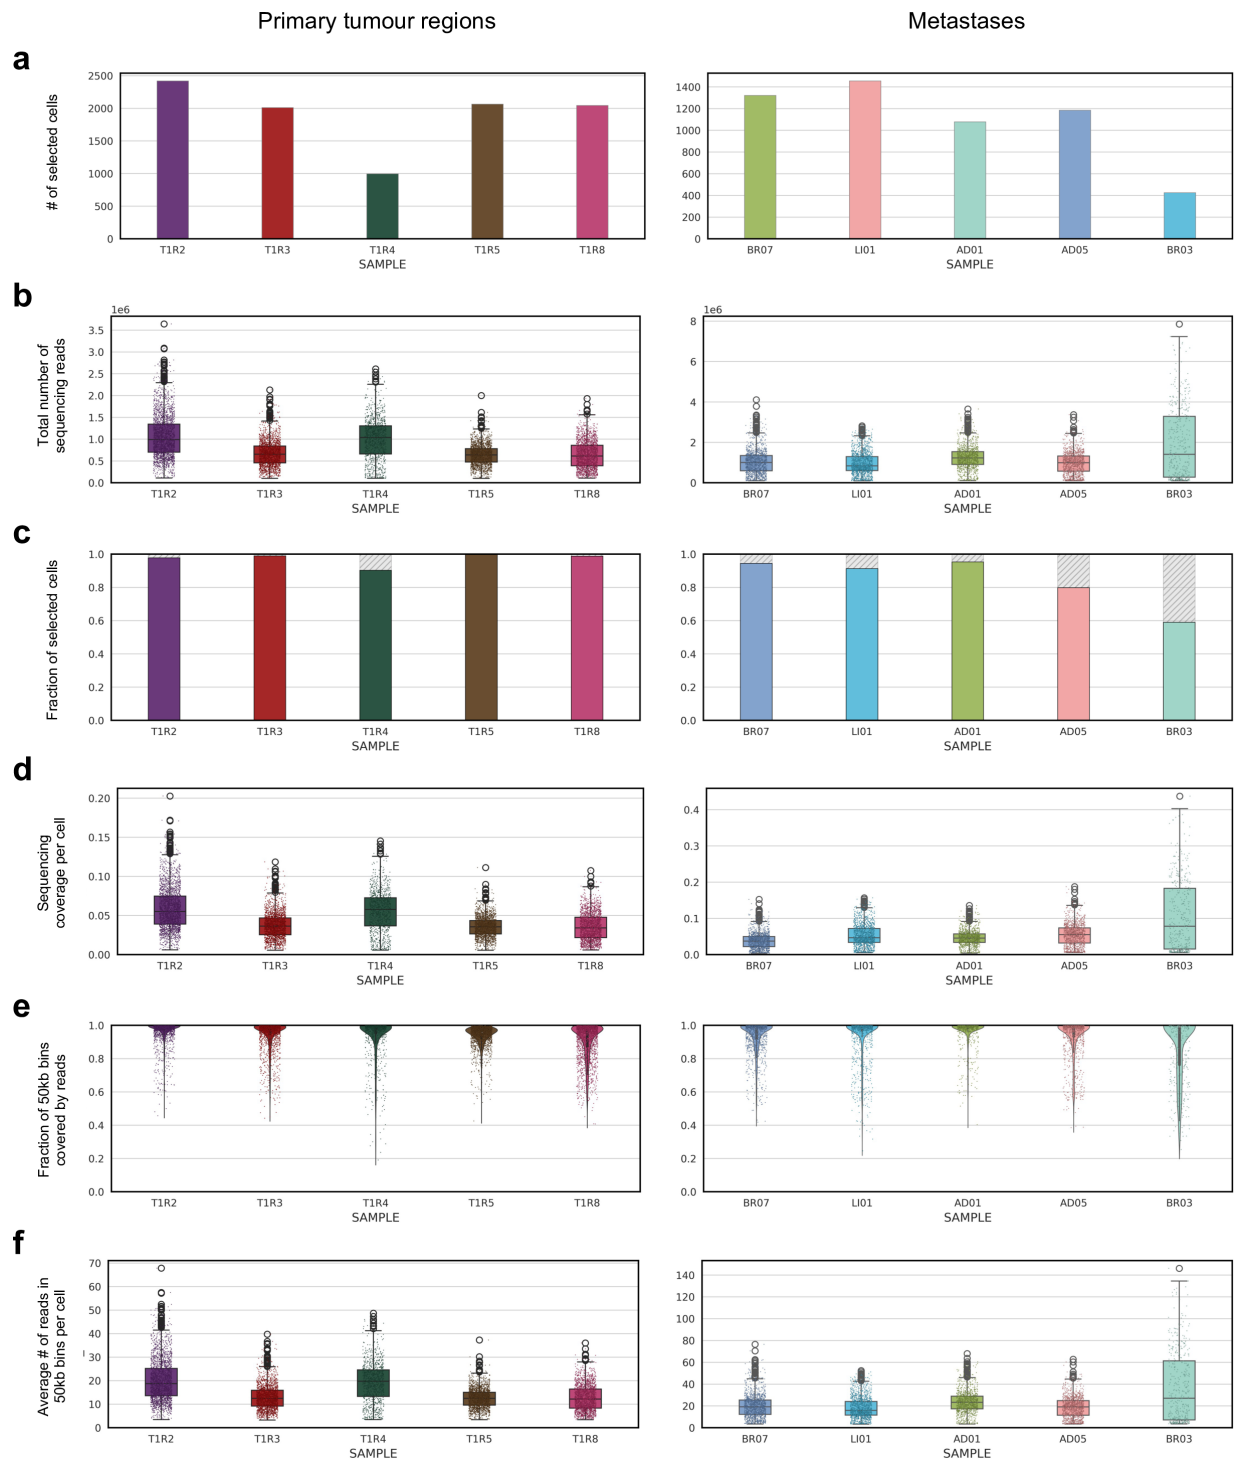 Primary tumour regions
Metastases
a
# of selected cells
2500
2000
1500
1000
500
0
T1R2 T1R3 T1R4 T1R5 T1R8
SAMPLE
1400
1200
1000
800
600
400
200
0
BR07 LI01 AD01 AD05 BR03
SAMPLE
b
Total number of
sequencing reads
1e6
3.5
3.0
2.5
2.0
1.5
1.0
0.5
0.0
T1R2 T1R3 T1R4 T1R5 T1R8
SAMPLE
1e6
8
6
4
2
0
BR07 LI01 AD01 AD05 BR03
SAMPLE
c
Fraction of selected cells
1.0
0.8
0.6
0.4
0.2
0.0
T1R2 T1R3 T1R4 T1R5 T1R8
SAMPLE
1.0
0.8
0.6
0.4
0.2
0.0
BR07 LI01 AD01 AD05 BR03
SAMPLE
d
Sequencing
coverage per cell
0.20
0.15
0.10
0.05
0.00
T1R2 T1R3 T1R4 T1R5 T1R8
SAMPLE
0.4
0.3
0.2
0.1
0.0
BR07 LI01 AD01 AD05 BR03
SAMPLE
e
Fraction of 50kb bins
covered by reads
1.0
0.8
0.6
0.4
0.2
0.0
T1R2 T1R3 T1R4 T1R5 T1R8
SAMPLE
1.0
0.8
0.6
0.4
0.2
0.0
BR07 LI01 AD01 AD05 BR03
SAMPLE
f
Average # of reads in
50kb bins per cell
70
60
50
40
30
20
10
0
T1R2 T1R3 T1R4 T1R5 T1R8
SAMPLE
140
120
100
80
60
40
20
0
BR07 LI01 AD01 AD05 BR03
SAMPLE